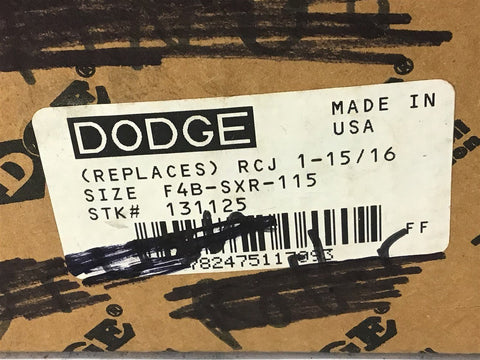 DODGE
MADE IN
USA
(REPLACES) RCJ 1-15/16
SIZE F4B-SXR-115
STK# 131125
FF